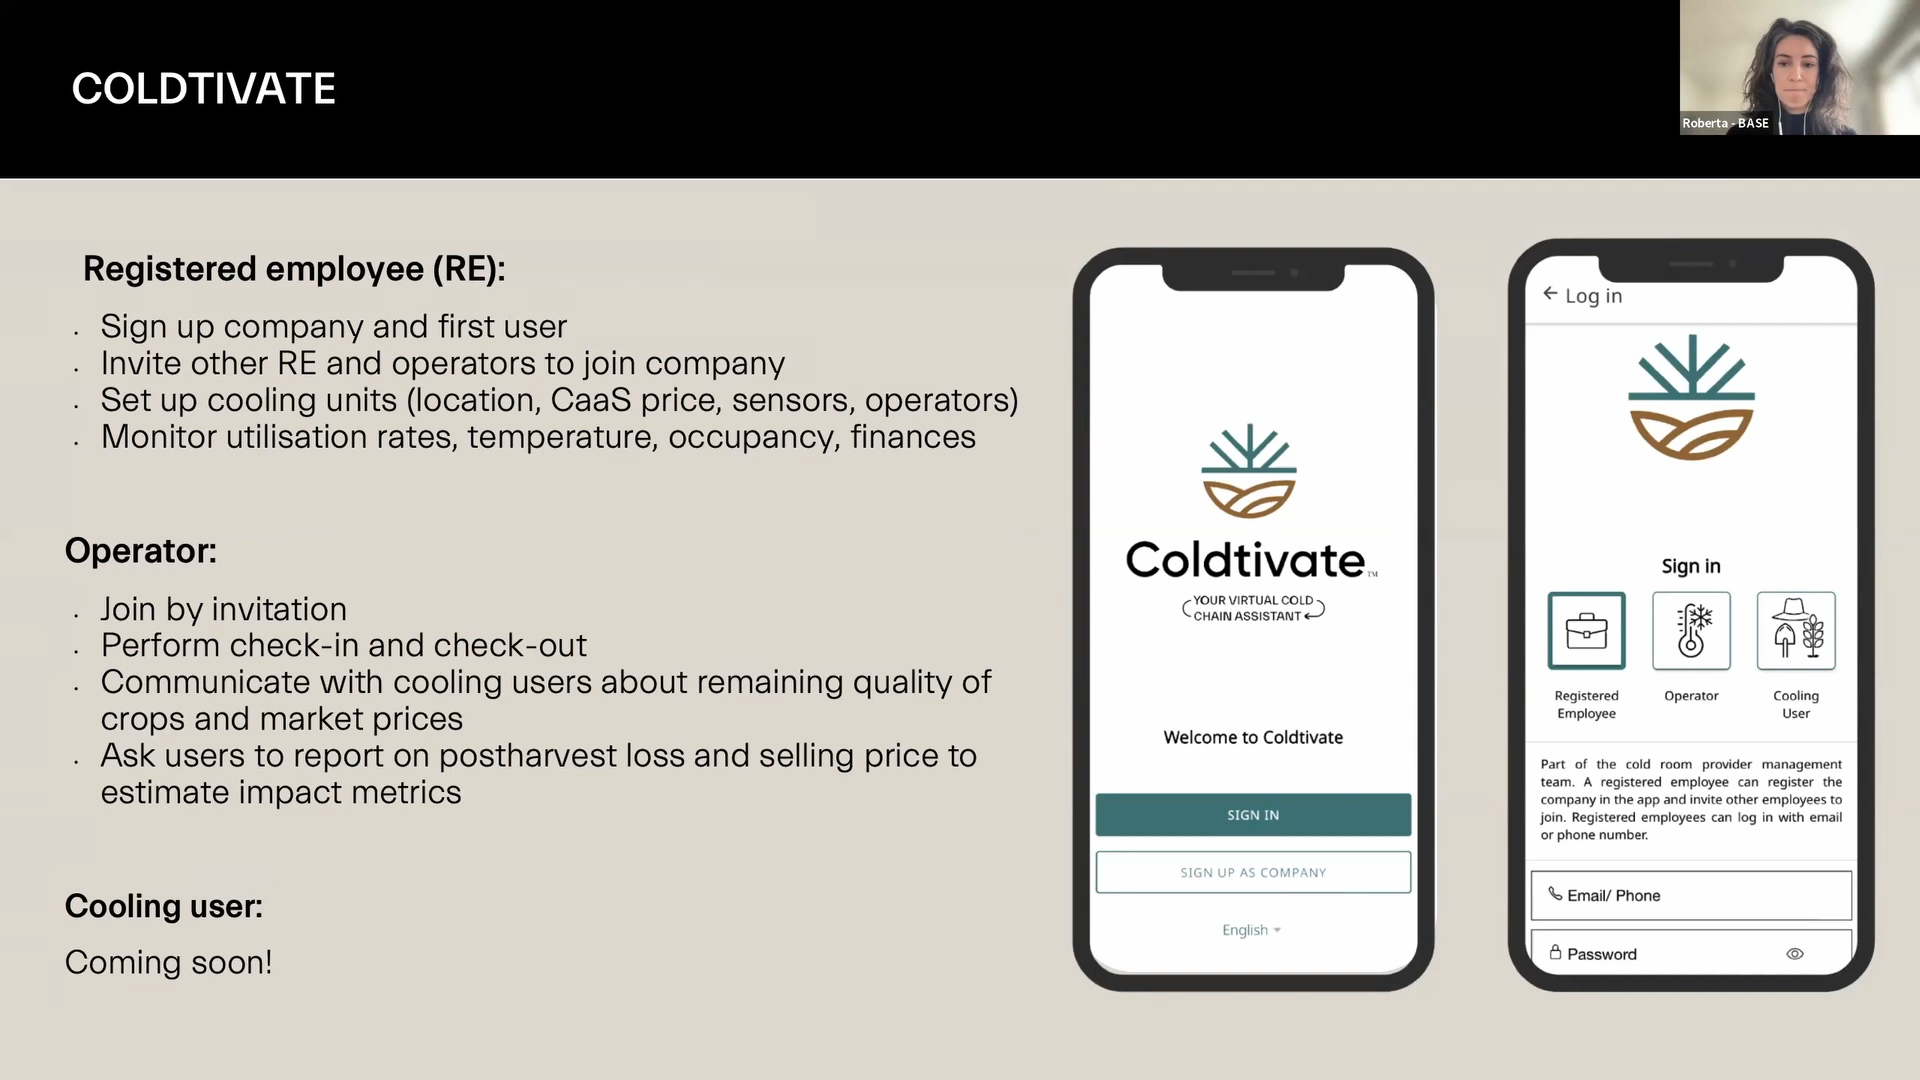 COLDTIVATE
Roberta - BASE
Registered employee (RE):
Sign up company and first user
Invite other RE and operators to join company
Set up cooling units (location, CaaS price, sensors, operators)
Monitor utilisation rates, temperature, occupancy, finances
Operator:
Join by invitation
Perform check-in and check-out
Communicate with cooling users about remaining quality of
crops and market prices
Ask users to report on postharvest loss and selling price to
estimate impact metrics
Cooling user:
Coming soon!
Coldtivate™
YOUR VIRTUAL COLD
CHAIN ASSISTANT
Welcome to Coldtivate
SIGN IN
SIGN UP AS COMPANY
English
Log in
Sign in
Registered
Employee
Operator
Cooling
User
Part of the cold room provider management
team. A registered employee can register the
company in the app and invite other employees to
join. Registered employees can log in with email
or phone number.
Email/ Phone
Password